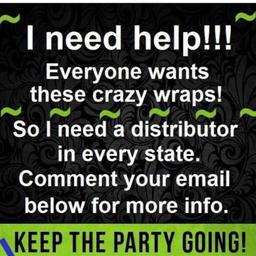 I need help!!!
Everyone wants
these crazy wraps!
So I need a distributor
in every state.
Comment your email
below for more info.
KEEP THE PARTY GOING!